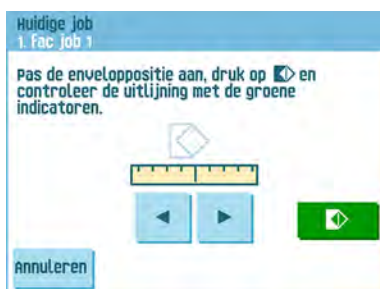 Huidige job
1. Fac job 1
Pas de enveloppositie aan, druk op en
controleer de uitlijning met de groene
indicatoren.
Annuleren